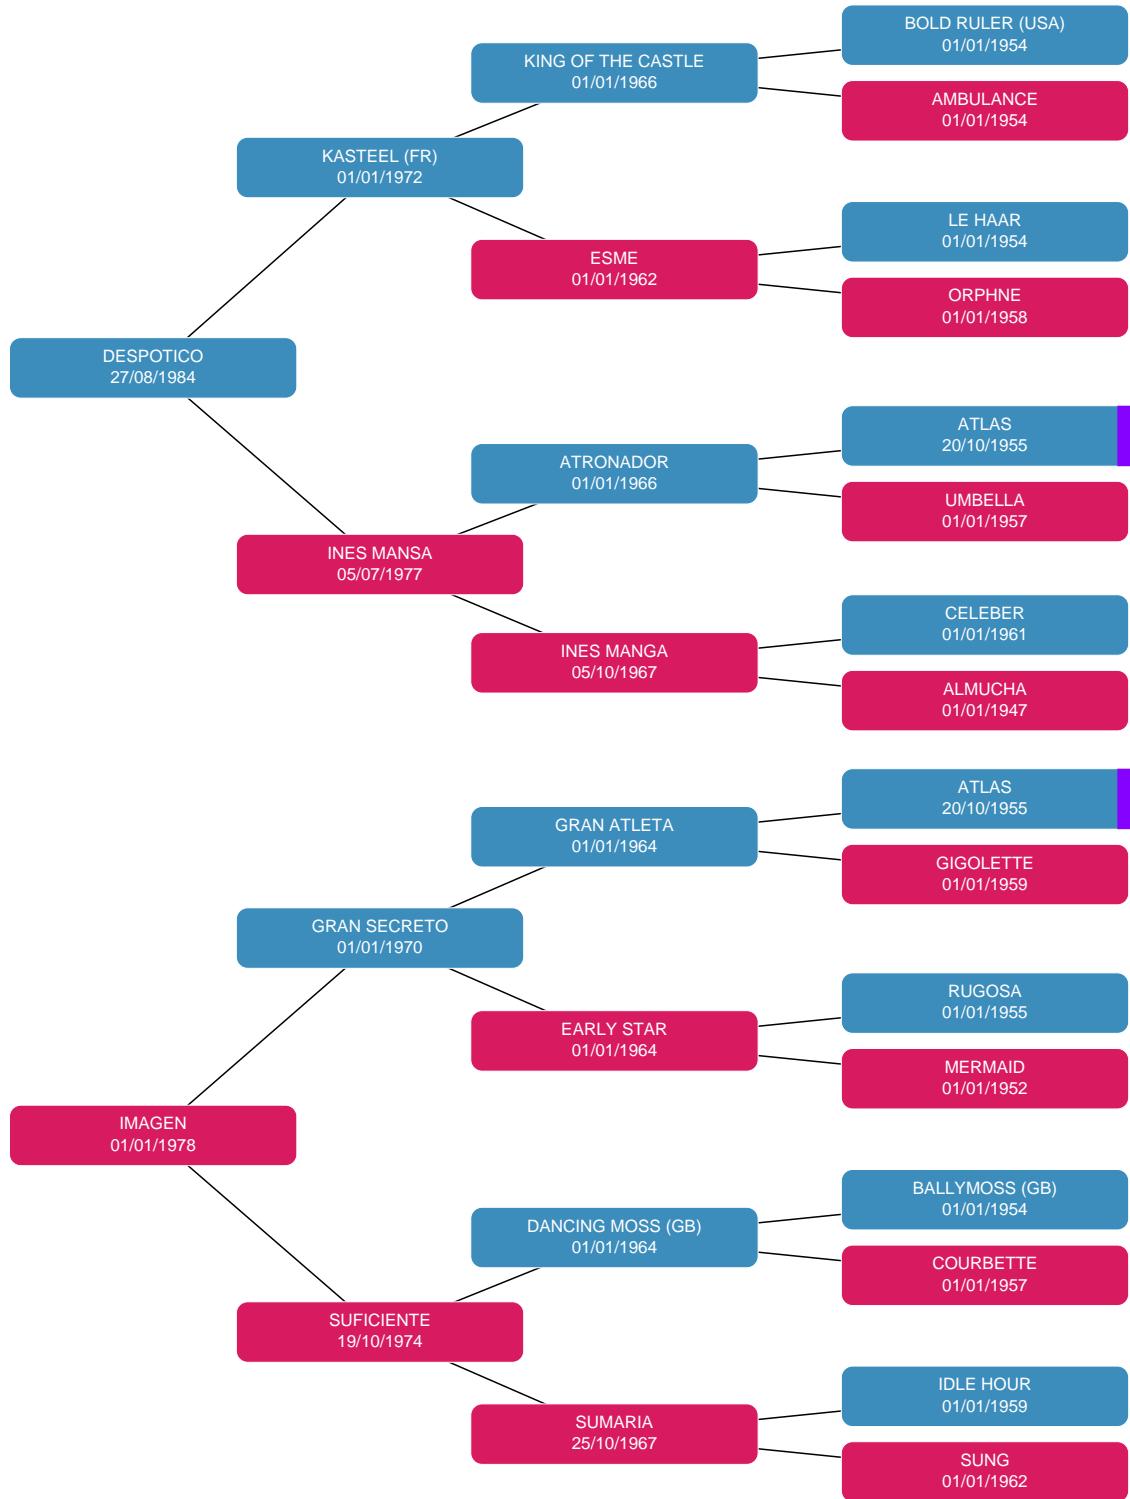 BOLD RULER (USA)
01/01/1954
KING OF THE CASTLE
01/01/1966
AMBULANCE
01/01/1954
KASTEEL (FR)
01/01/1972
LE HAAR
01/01/1954
ESME
01/01/1962
ORPHNE
01/01/1958
DESPOTICO
27/08/1984
ATLAS
20/10/1955
ATRONADOR
01/01/1966
UMBELLA
01/01/1957
INES MANSA
05/07/1977
CELEBER
01/01/1961
INES MANGA
05/10/1967
ALMUCHA
01/01/1947
ATLAS
20/10/1955
GRAN ATLETA
01/01/1964
GIGOLETTE
01/01/1959
GRAN SECRETO
01/01/1970
RUGOSA
01/01/1955
EARLY STAR
01/01/1964
MERMAID
01/01/1952
IMAGEN
01/01/1978
BALLYMOSS (GB)
01/01/1954
DANCING MOSS (GB)
01/01/1964
COURBETTE
01/01/1957
SUFICIENTE
19/10/1974
IDLE HOUR
01/01/1959
SUMARIA
25/10/1967
SUNG
01/01/1962